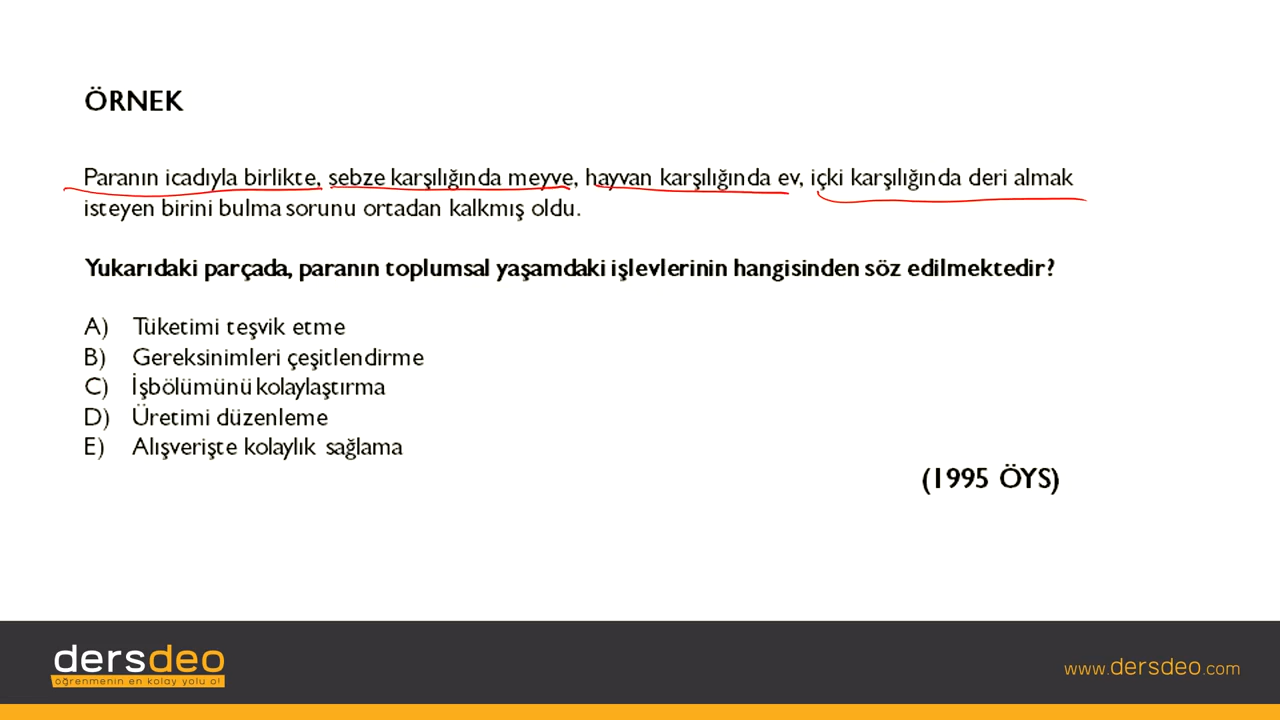 ÖRNEK
Paranın icadıyla birlikte, sebze karşılığında meyve, hayvan karşılığında ev, içki karşılığında deri almak
isteyen birini bulma sorunu ortadan kalkmış oldu.
Yukarıdaki parçada, paranın toplumsal yaşamdaki işlevlerinin hangisinden söz edilmektedir?
A) Tüketimi teşvik etme
B) Gereksinimleri çeşitlendirme
C) İşbölümünü kolaylaştırma
D) Üretimi düzenleme
E) Alışverişte kolaylık sağlama
(1995 ÖYS)
dersdeo
öğrenmenin en kolay yolu o!
www.dersdeo.com